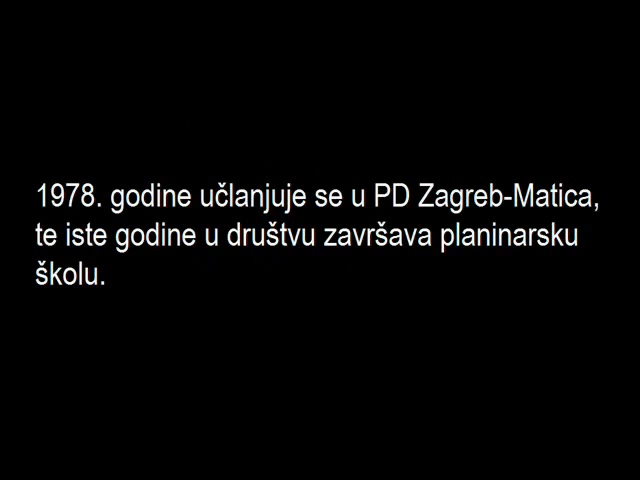 1978. godine učlanjuje se u PD Zagreb-Matica,
te iste godine u društvu završava planinarsku
školu.